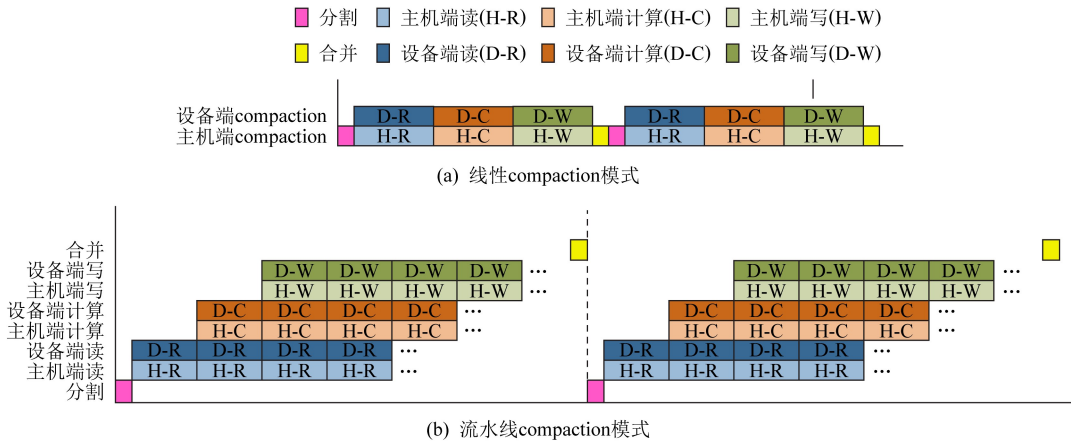 分割 主机端读(H-R) 主机端计算(H-C) 主机端写(H-W)
合并 设备端读(D-R) 设备端计算(D-C) 设备端写(D-W)
设备端compaction D-R D-C D-W D-R D-C D-W
主机端compaction H-R H-C H-W H-R H-C H-W
(a) 线性compaction模式
合并
设备端写 D-W D-W D-W D-W ··· D-W D-W D-W D-W ···
主机端写 H-W H-W H-W H-W ··· H-W H-W H-W H-W ···
设备端计算 D-C D-C D-C D-C ··· D-C D-C D-C D-C ···
主机端计算 H-C H-C H-C H-C ··· H-C H-C H-C H-C ···
设备端读 D-R D-R D-R D-R ··· D-R D-R D-R D-R ···
主机端读 H-R H-R H-R H-R ··· H-R H-R H-R H-R ···
分割
(b) 流水线compaction模式